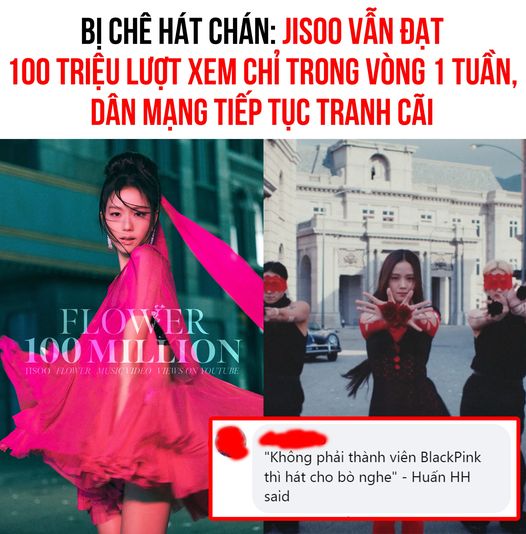 BỊ CHÊ HÁT CHÁN: JISOO VẪN ĐẠT
100 TRIỆU LƯỢT XEM CHỈ TRONG VÒNG 1 TUẦN,
DÂN MẠNG TIẾP TỤC TRANH CÃI
FLOWER
100 MILLION
JISOO FLOWER MUSIC VIDEO VIEWS ON YOUTUBE
"Không phải thành viên BlackPink
thì hát cho bò nghe" - Huấn HH
said